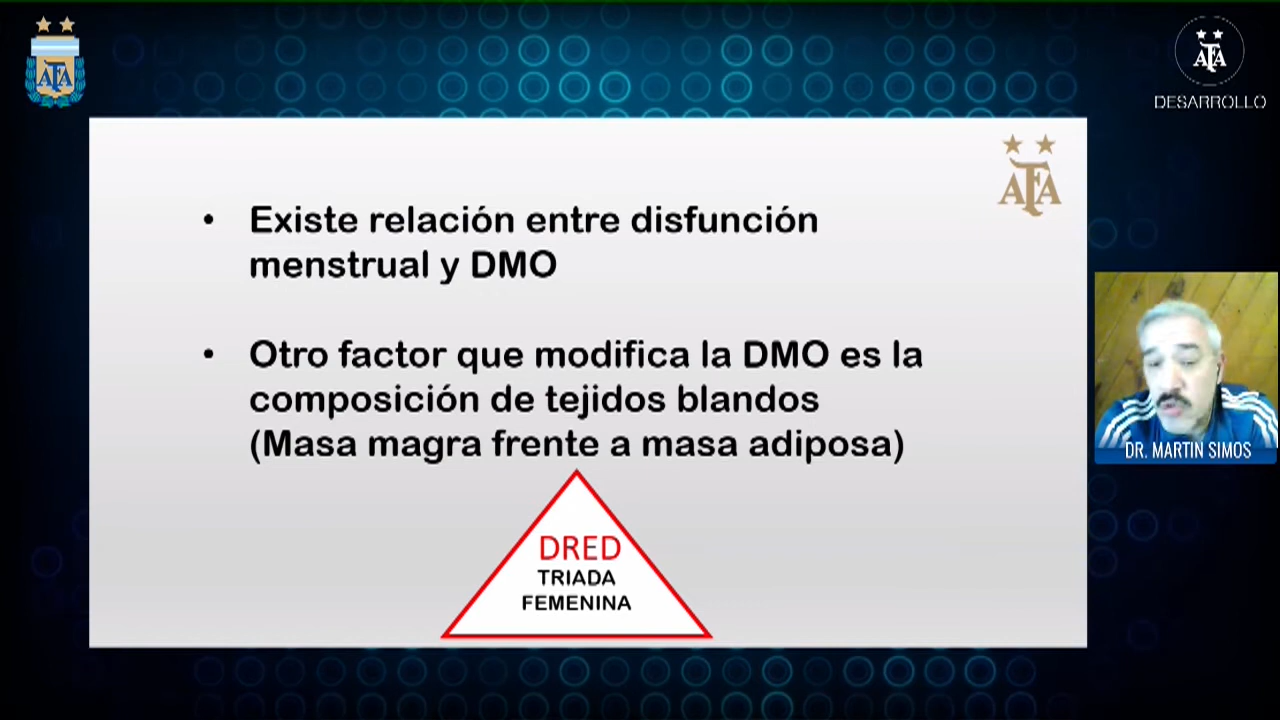 AFA
AFA
DESARROLLO
AFA
• Existe relación entre disfunción
menstrual y DMO
• Otro factor que modifica la DMO es la
composición de tejidos blandos
(Masa magra frente a masa adiposa)
DRED
TRIADA
FEMENINA
DR. MARTIN SIMOS